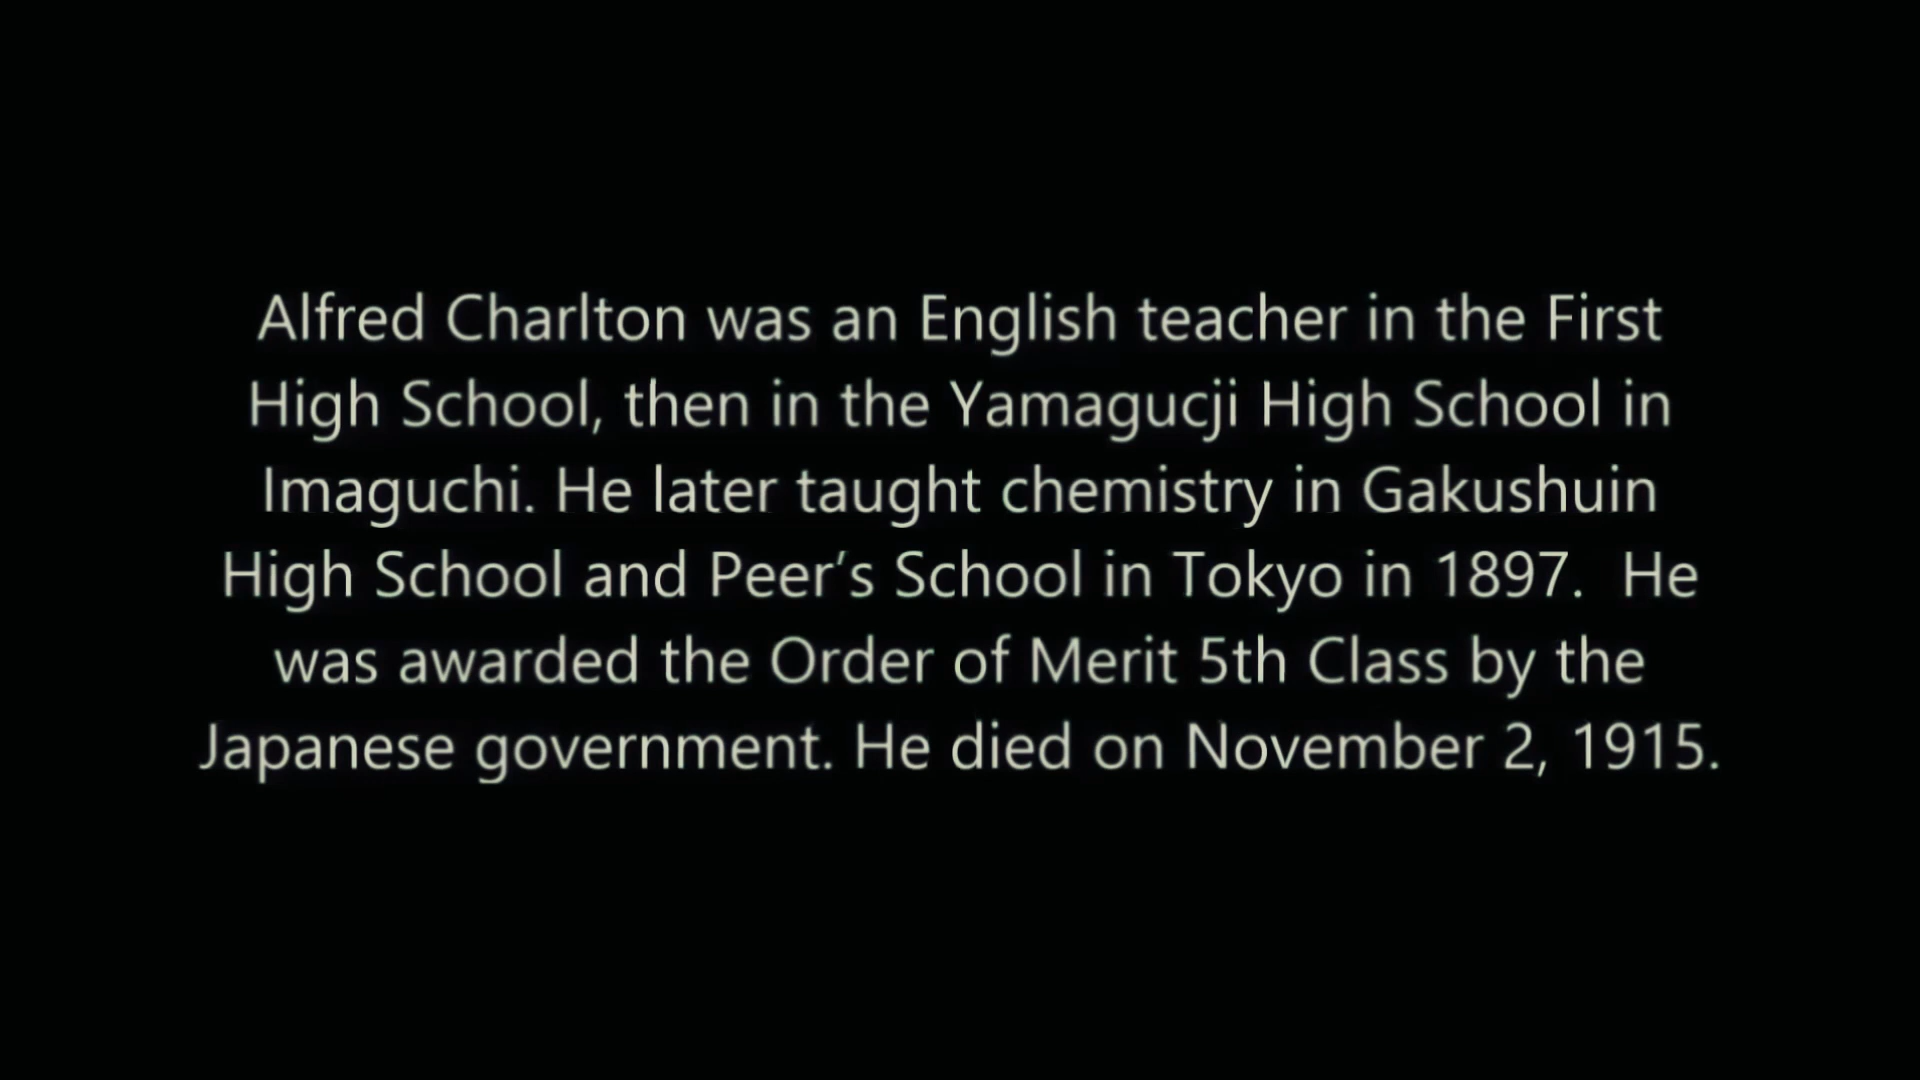 Alfred Charlton was an English teacher in the First
High School, then in the Yamagucji High School in
Imaguchi. He later taught chemistry in Gakushuin
High School and Peer’s School in Tokyo in 1897.  He
was awarded the Order of Merit 5th Class by the
Japanese government. He died on November 2, 1915.